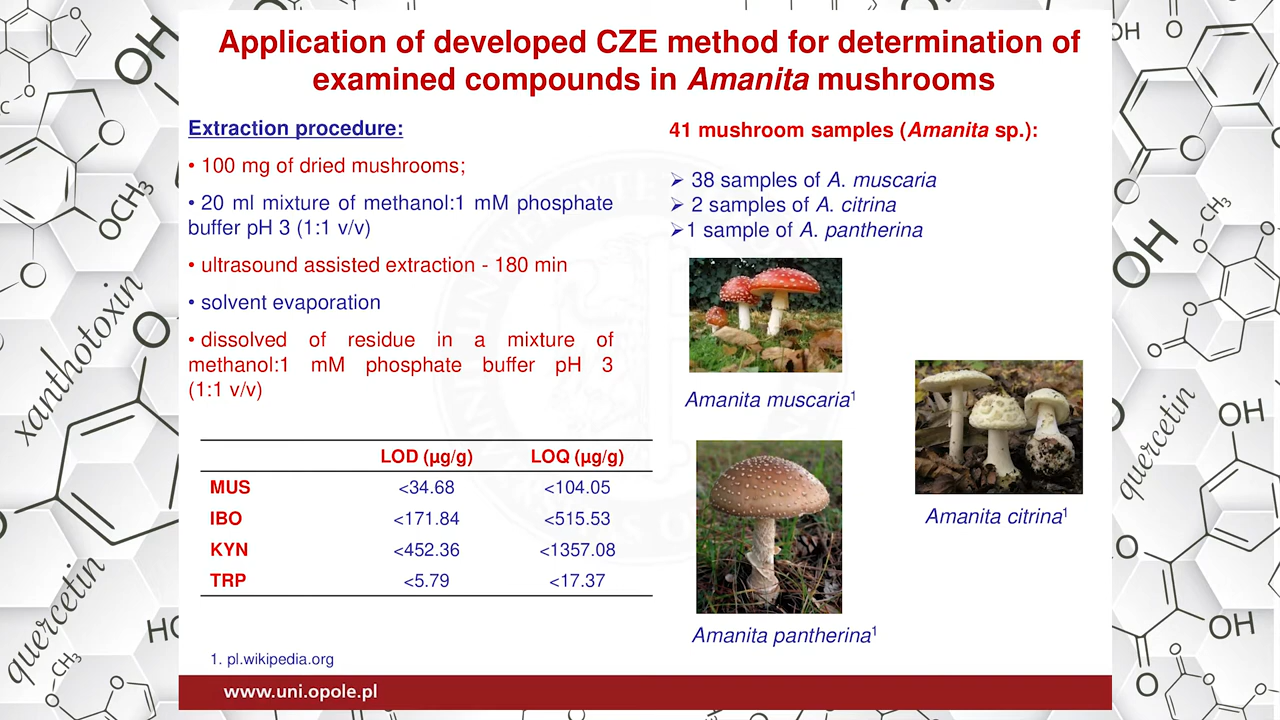 Application of developed CZE method for determination of
examined compounds in Amanita mushrooms
Extraction procedure:
• 100 mg of dried mushrooms;
• 20 ml mixture of methanol:1 mM phosphate
buffer pH 3 (1:1 v/v)
• ultrasound assisted extraction - 180 min
• solvent evaporation
• dissolved of residue in a mixture of
methanol:1 mM phosphate buffer pH 3
(1:1 v/v)
LOD (µg/g) LOQ (µg/g)
MUS <34.68 <104.05
IBO <171.84 <515.53
KYN <452.36 <1357.08
TRP <5.79 <17.37
41 mushroom samples (Amanita sp.):
➢ 38 samples of A. muscaria
➢ 2 samples of A. citrina
➢1 sample of A. pantherina
Amanita muscaria¹
Amanita citrina¹
Amanita pantherina¹
1. pl.wikipedia.org
www.uni.opole.pl
OH
C
O
O
OCH₃
O
xanthotoxin
O
O
quercetin
HO
CH₃
O
O
OH
O
O
O
CH₃
O
OH
O
O
O
O
quercetin
OH
O
OH
O
O
O
O